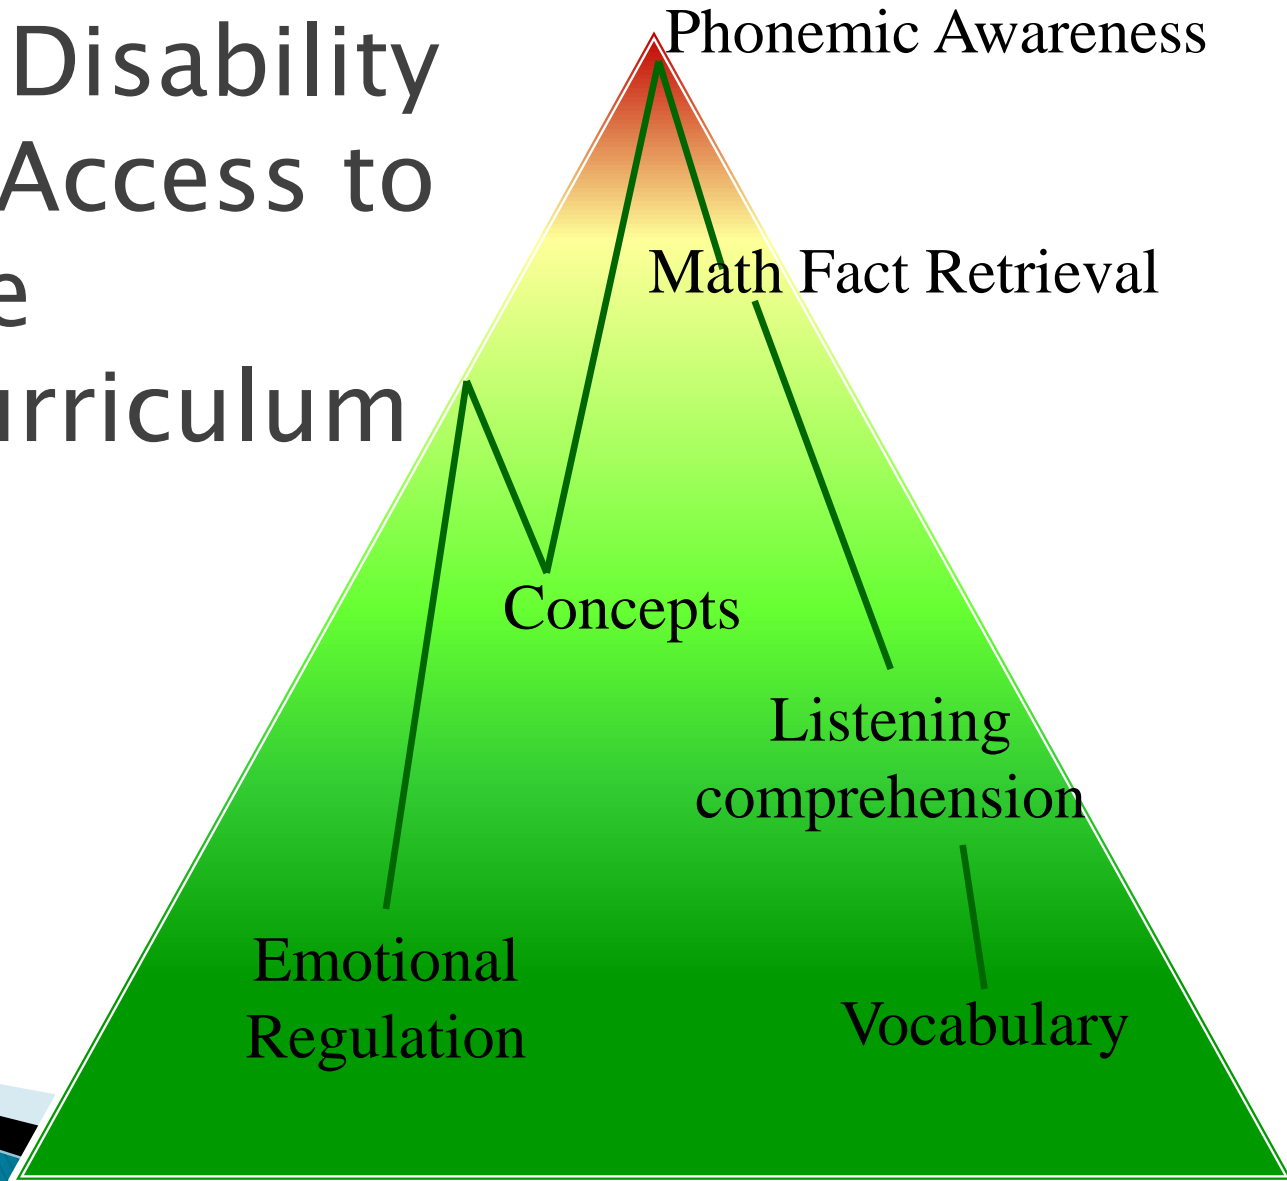 Disability
Access to
e
urriculum
Phonemic Awareness
Math Fact Retrieval
Concepts
Listening
comprehension
Emotional
Regulation
Vocabulary